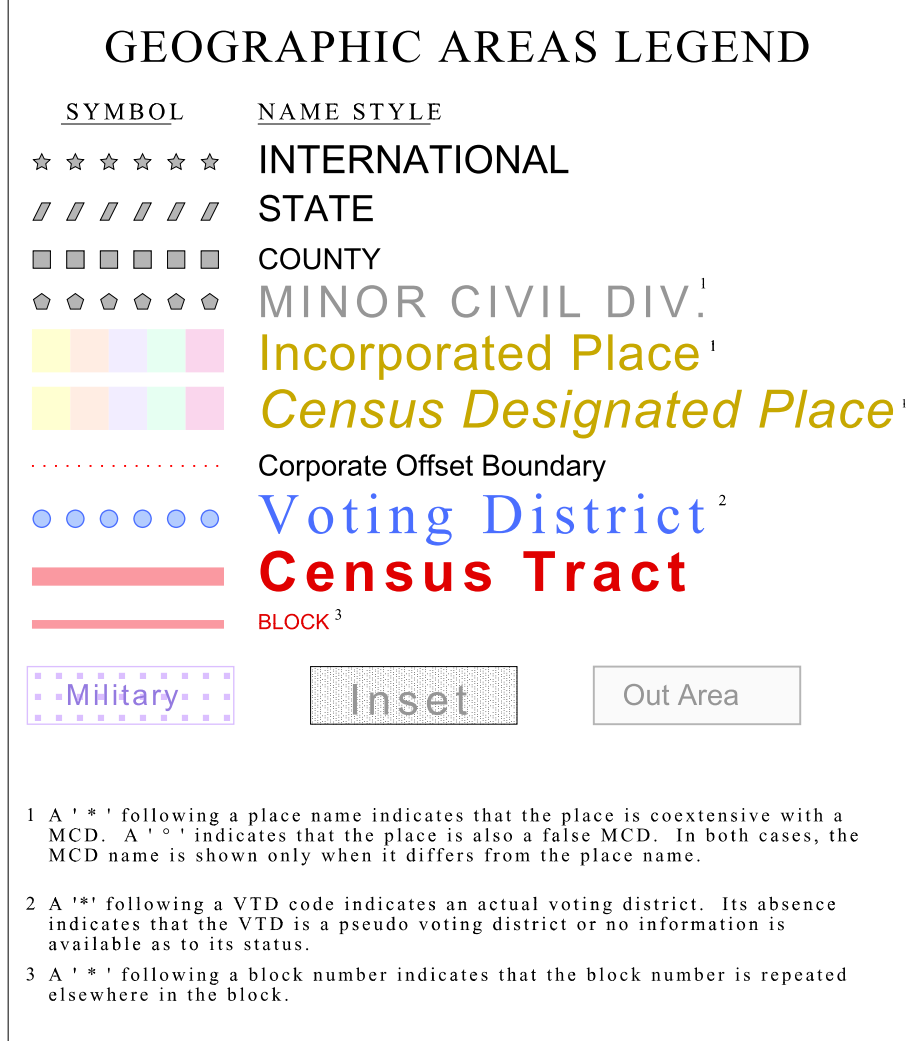 GEOGRAPHIC AREAS LEGEND
SYMBOL NAME STYLE
INTERNATIONAL
STATE
COUNTY
MINOR CIVIL DIV.¹
Incorporated Place ¹
Census Designated Place ¹
Corporate Offset Boundary
Voting District ²
Census Tract
BLOCK ³
Military Inset Out Area
1 A ' * ' following a place name indicates that the place is coextensive with a
MCD. A ' ° ' indicates that the place is also a false MCD. In both cases, the
MCD name is shown only when it differs from the place name.
2 A '*' following a VTD code indicates an actual voting district. Its absence
indicates that the VTD is a pseudo voting district or no information is
available as to its status.
3 A ' * ' following a block number indicates that the block number is repeated
elsewhere in the block.